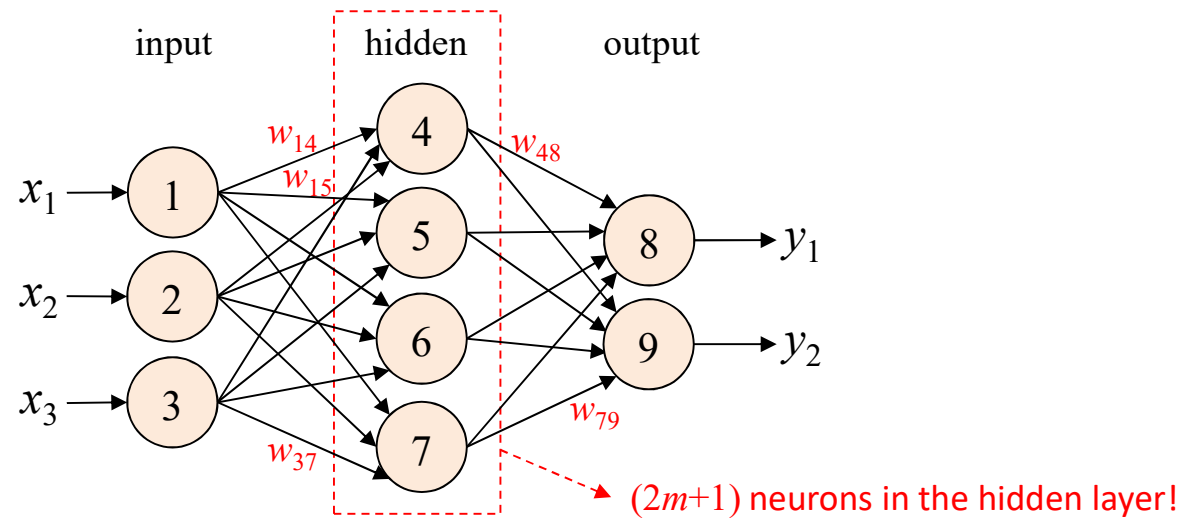 input hidden output
w14
w15
w48
x1 1 4
x2 2 5 8 y1
x3 3 6 9 y2
w37 7 w79
(2m+1) neurons in the hidden layer!